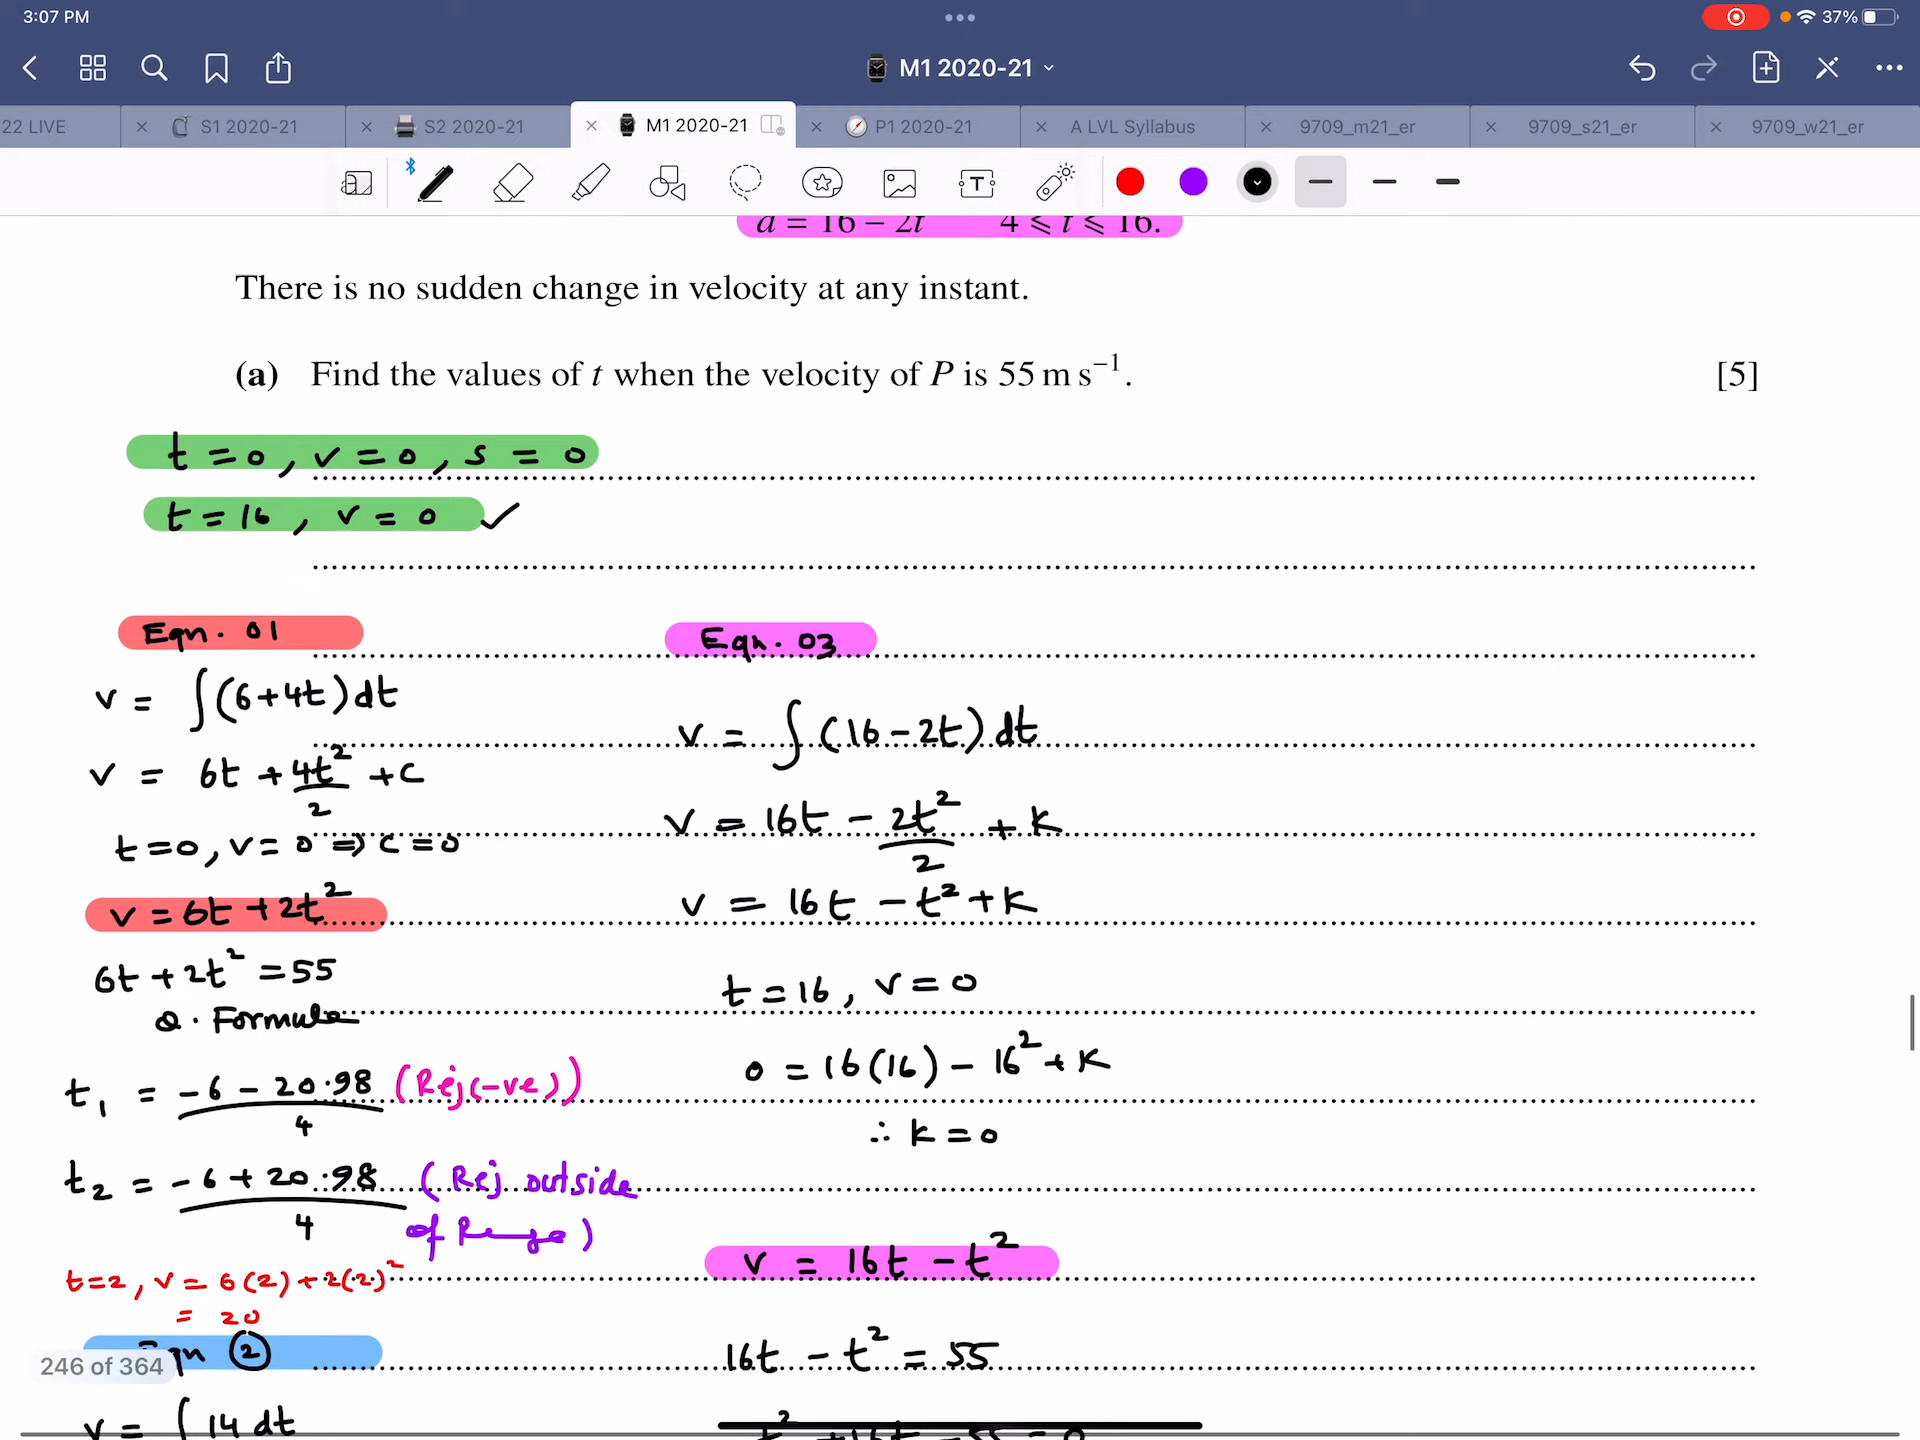 3:07 PM
37%
M1 2020-21
22 LIVE
S1 2020-21
S2 2020-21
M1 2020-21
P1 2020-21
A LVL Syllabus
9709_m21_er
9709_s21_er
9709_w21_er
a = 16 − 2t 4 ⩽ t ⩽ 16.
There is no sudden change in velocity at any instant.
(a) Find the values of t when the velocity of P is 55 m s⁻¹. [5]
t = 0, v = 0, s = 0
t = 16, v = 0 ✓
Eqn. 01
v = ∫(6+4t)dt
v = 6t + 4t²/2 + c
t=0, v=0 ⇒ c=0
v = 6t + 2t²
6t + 2t² = 55
Q. Formula
t₁ = (-6 - 20.98)/4 (Rej(-ve))
t₂ = (-6 + 20.98)/4 (Rej outside
of Range)
t=2, v = 6(2) + 2(2)²
= 20
Eqn ②
246 of 364
v = ∫ 14 dt
Eqn. 03
v = ∫(16-2t)dt
v = 16t - 2t²/2 + k
v = 16t - t² + k
t = 16, v = 0
0 = 16(16) - 16² + k
∴ k = 0
v = 16t - t²
16t - t² = 55